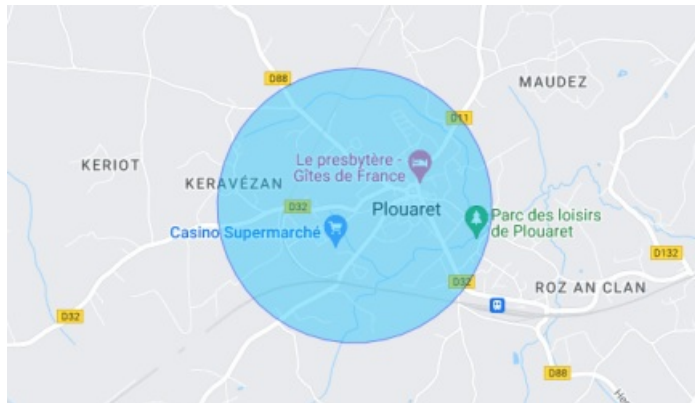 D88
MAUDEZ
D11
KERIOT
Le presbytère -
Gîtes de France
KERAVÉZAN
D32
Plouaret
Casino Supermarché
Parc des loisirs
de Plouaret
D132
D32
ROZ AN CLAN
D32
D88